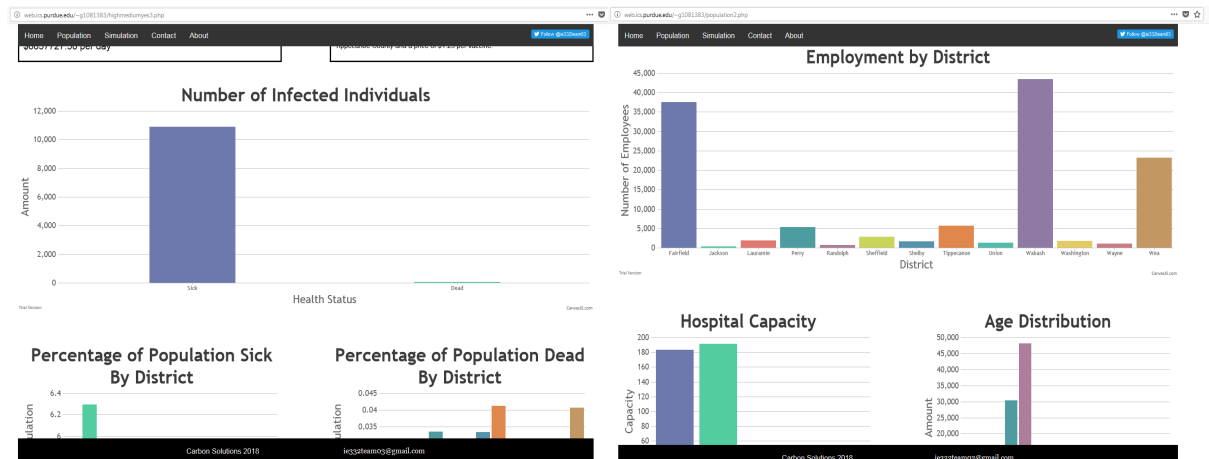 web.ics.purdue.edu/~g1081383/highmediumyes3.php
Home Population Simulation Contact About
Follow @ie332team03
per day
Tippecanoe County and a price of $1.25 per vaccine.
Number of Infected Individuals
12,000
10,000
8,000
6,000
4,000
2,000
0
Amount
Sick Dead
Health Status
Trial Version
CanvasJS.com
Percentage of Population Sick
By District
6.4
6.2
6
ulation
Percentage of Population Dead
By District
0.045
0.04
0.035
ulation
Carbon Solutions 2018
ie332team03@gmail.com
web.ics.purdue.edu/~g1081383/population2.php
Home Population Simulation Contact About
Follow @ie332team03
Employment by District
45,000
40,000
35,000
30,000
25,000
20,000
15,000
10,000
5,000
0
Number of Employees
Fairfield Jackson Lauramie Perry Randolph Sheffield Shelby Tippecanoe Union Wabash Washington Wayne Wea
District
Trial Version
CanvasJS.com
Hospital Capacity
200
180
160
140
120
100
80
60
Capacity
Age Distribution
50,000
45,000
40,000
35,000
30,000
25,000
20,000
Amount
Carbon Solutions 2018
ie332team03@gmail.com